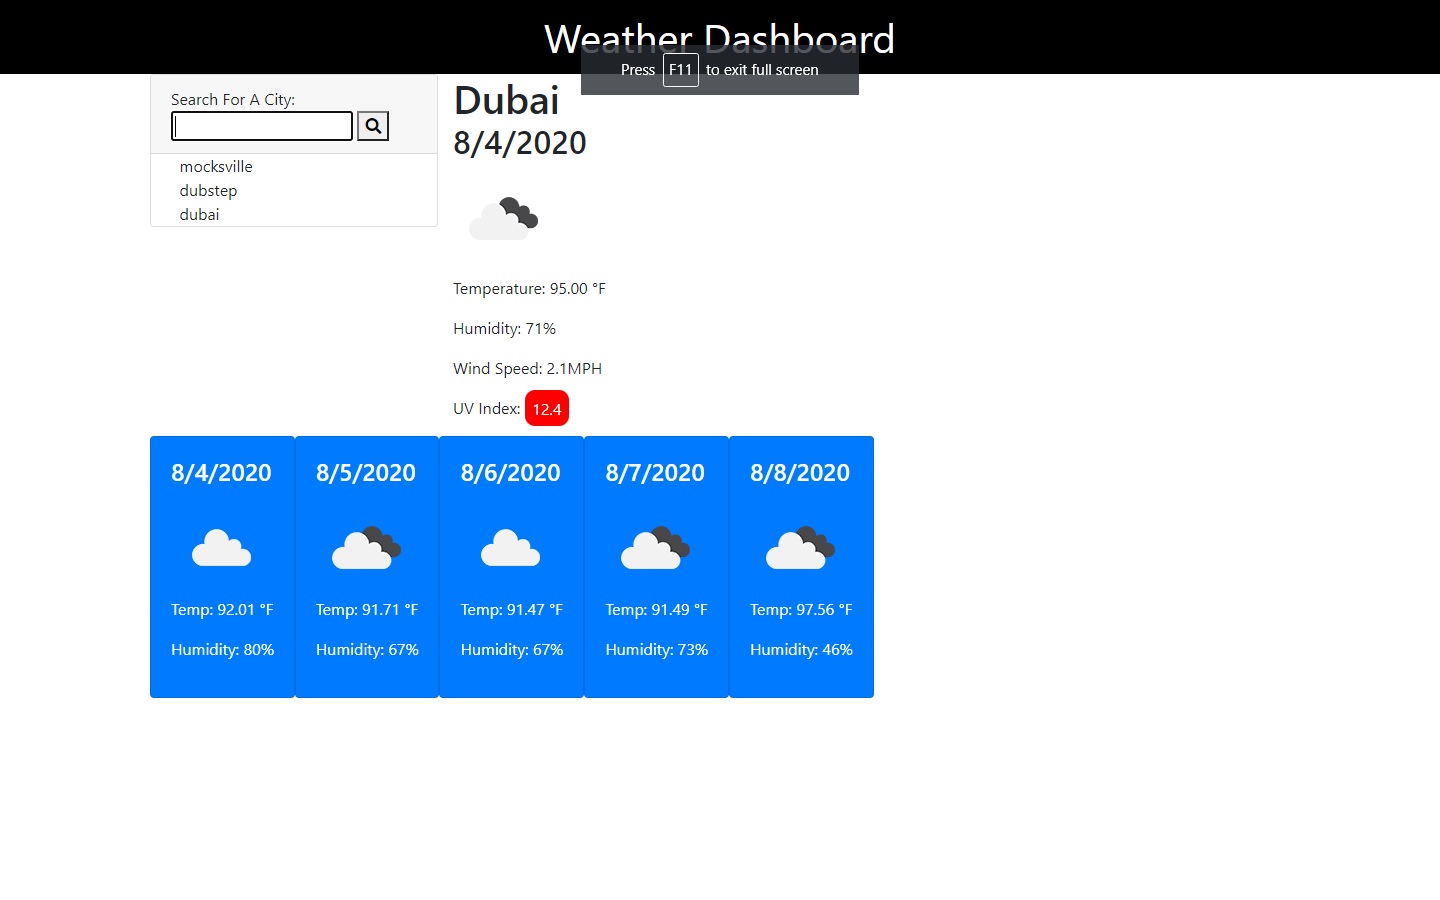 Weather Dashboard
Press F11 to exit full screen
Search For A City:
mocksville
dubstep
dubai
Dubai
8/4/2020
Temperature: 95.00 °F
Humidity: 71%
Wind Speed: 2.1MPH
UV Index: 12.4
8/4/2020
Temp: 92.01 °F
Humidity: 80%
8/5/2020
Temp: 91.71 °F
Humidity: 67%
8/6/2020
Temp: 91.47 °F
Humidity: 67%
8/7/2020
Temp: 91.49 °F
Humidity: 73%
8/8/2020
Temp: 97.56 °F
Humidity: 46%